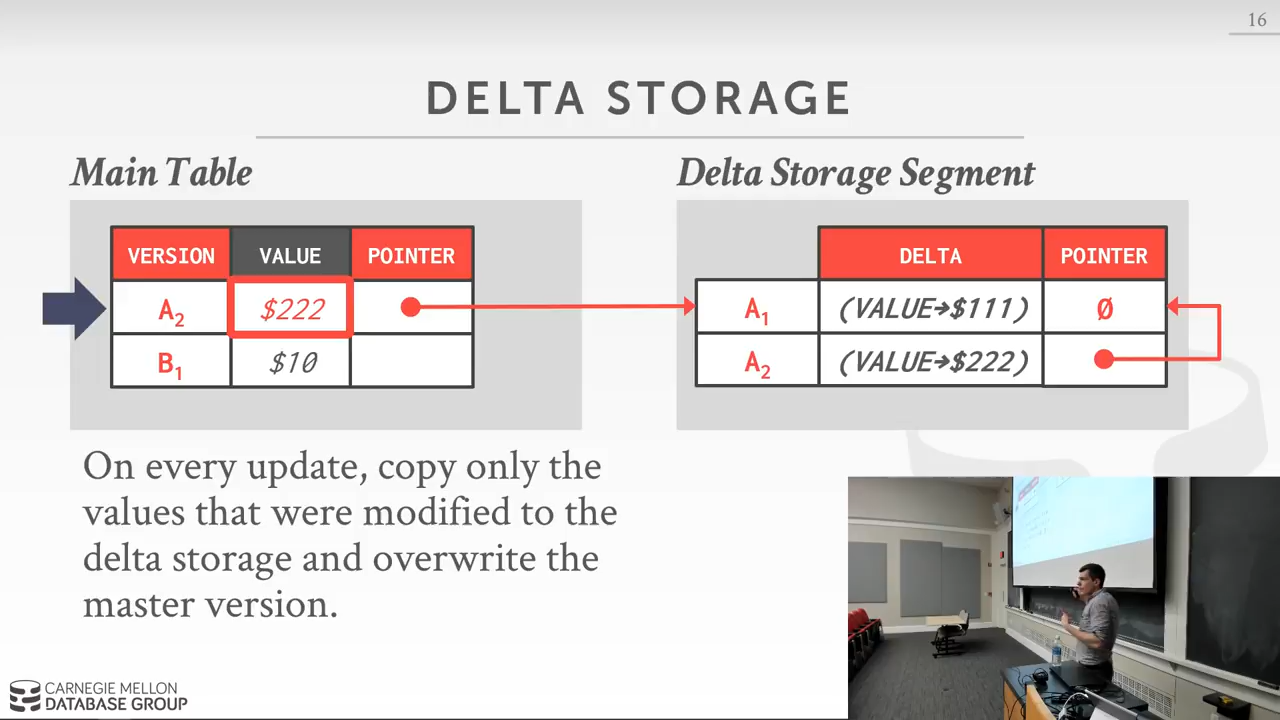 16
DELTA STORAGE
Main Table
VERSION VALUE POINTER
A₂ $222
B₁ $10
Delta Storage Segment
DELTA POINTER
A₁ (VALUE→$111) Ø
A₂ (VALUE→$222)
On every update, copy only the
values that were modified to the
delta storage and overwrite the
master version.
CARNEGIE MELLON
DATABASE GROUP